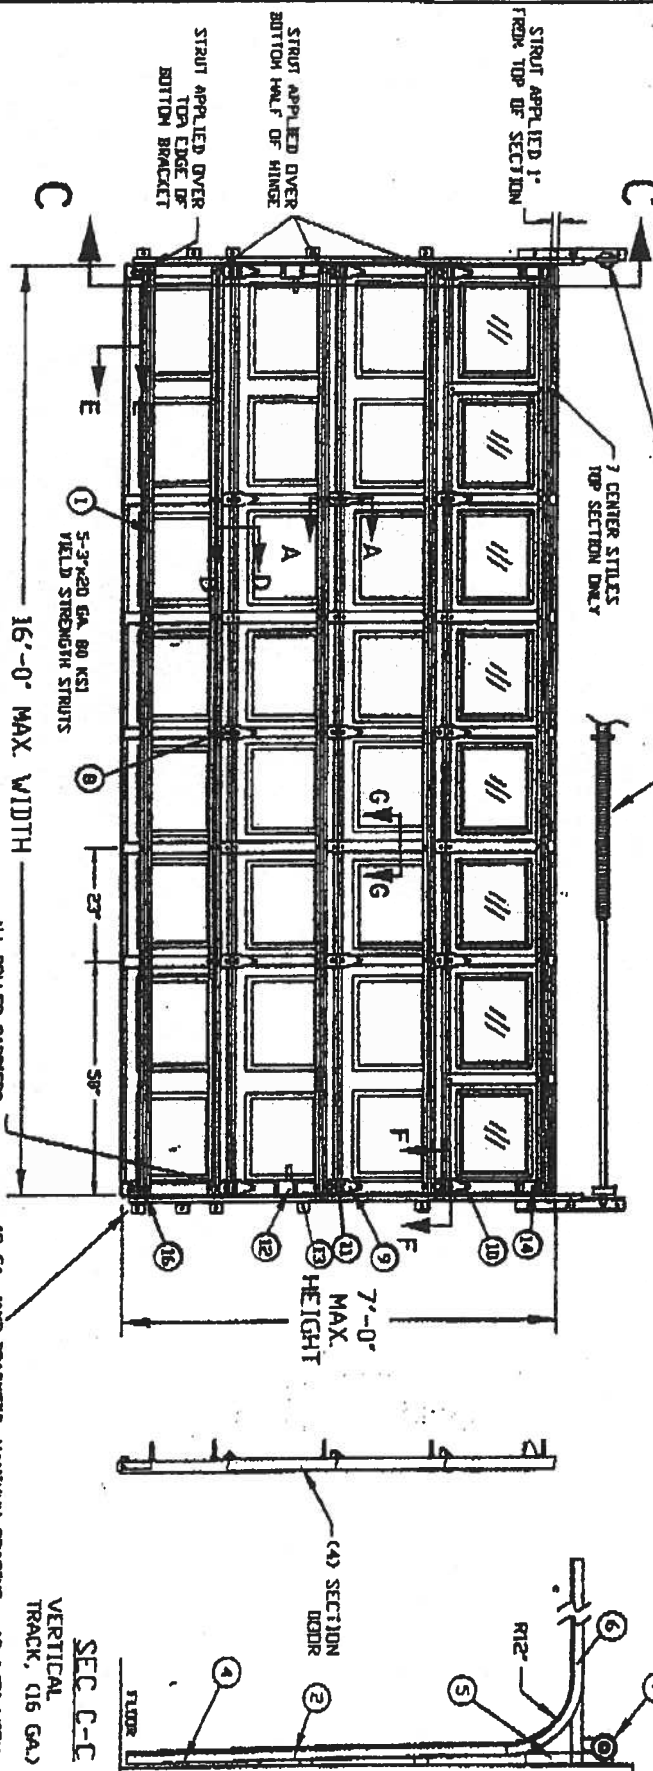 STRUT APPLIED 1"
FROM TOP OF SECTION
STRUT APPLIED OVER
BOTTOM HALF OF HINGE
STRUT APPLIED OVER
TOP EDGE OF
BOTTOM BRACKET
C
C
7 CENTER STILES
TOP SECTION ONLY
E
A
A
D
D
G
G
F
F
1
5-3"x20 GA. 80 KSI
YIELD STRENGTH STRUTS
8
23"
58"
16'-0" MAX. WIDTH
16
12
13
11
9
10
14
7'-0"
MAX.
HEIGHT
(4) SECTION
DOOR
R12"
6
5
2
4
FLOOR
SEC C-C
VERTICAL
TRACK, (16 GA.)